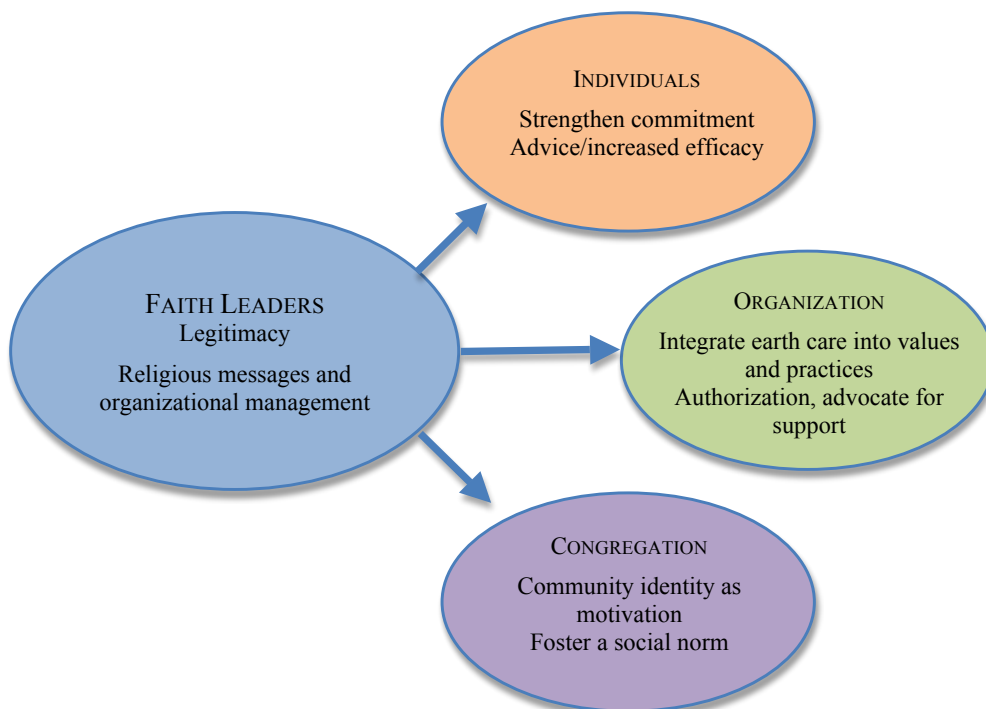 INDIVIDUALS
Strengthen commitment
Advice/increased efficacy
FAITH LEADERS
Legitimacy
Religious messages and
organizational management
ORGANIZATION
Integrate earth care into values
and practices
Authorization, advocate for
support
CONGREGATION
Community identity as
motivation
Foster a social norm